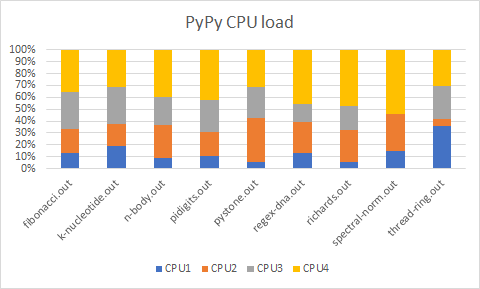 PyPy CPU load
100%
90%
80%
70%
60%
50%
40%
30%
20%
10%
0%
fibonacci.out
k-nucleotide.out
n-body.out
pidigits.out
pystone.out
regex-dna.out
richards.out
spectral-norm.out
thread-ring.out
CPU1 CPU2 CPU3 CPU4